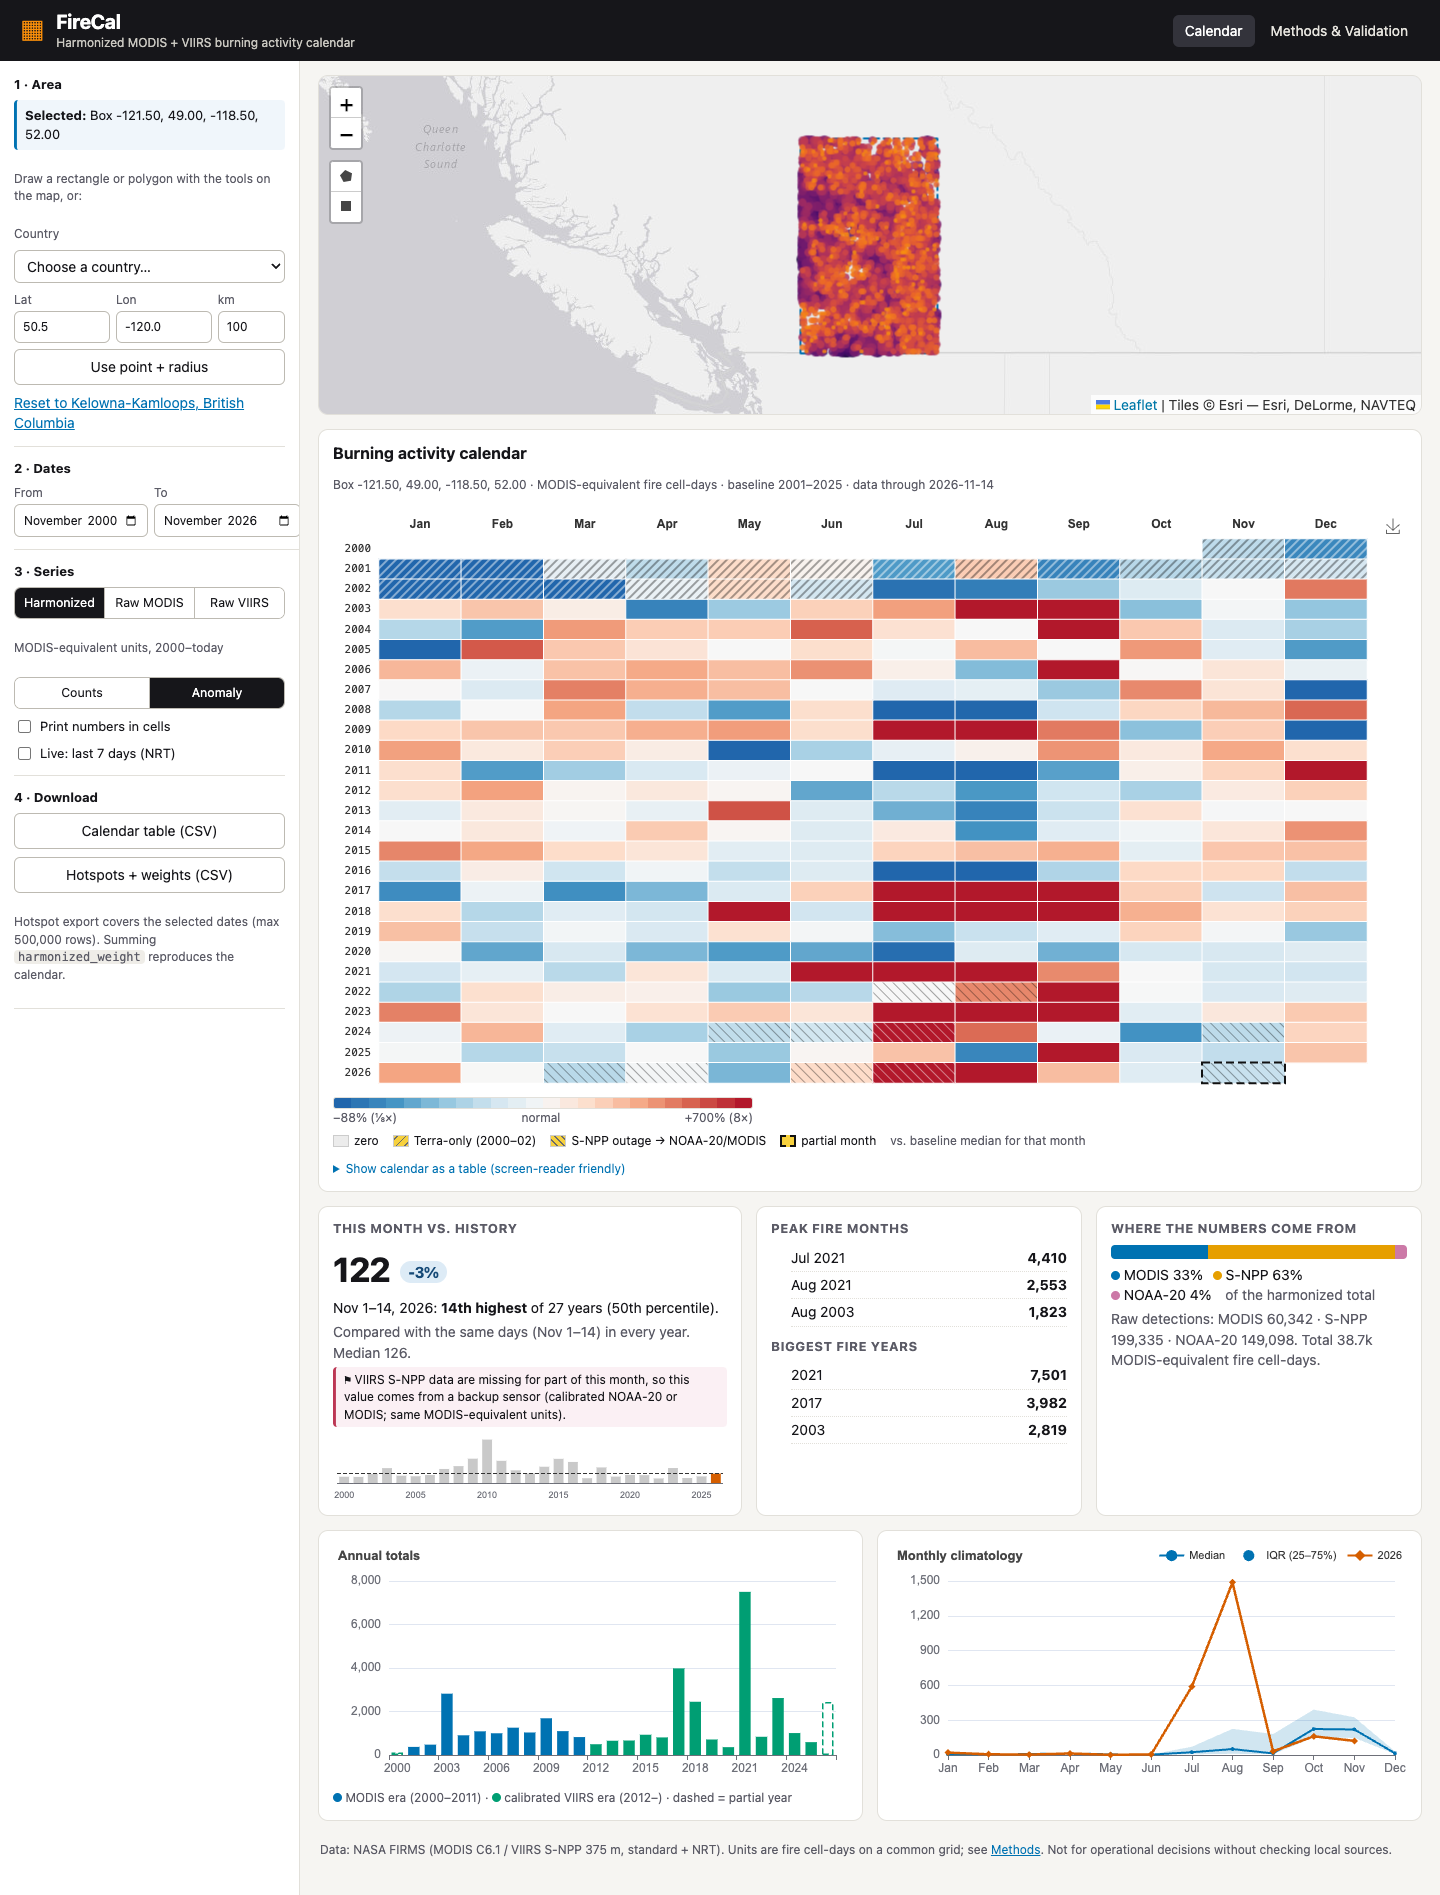 FireCal
Harmonized MODIS + VIIRS burning activity calendar
Calendar
Methods & Validation
1 · Area
Selected: Box -121.50, 49.00, -118.50,
52.00
Draw a rectangle or polygon with the tools on
the map, or:
Country
Choose a country...
Lat
Lon
km
50.5
-120.0
100
Use point + radius
Reset to Kelowna-Kamloops, British
Columbia
2 · Dates
From
To
November 2000
November 2026
3 · Series
Harmonized
Raw MODIS
Raw VIIRS
MODIS-equivalent units, 2000–today
Counts
Anomaly
Print numbers in cells
Live: last 7 days (NRT)
4 · Download
Calendar table (CSV)
Hotspots + weights (CSV)
Hotspot export covers the selected dates (max
500,000 rows). Summing
harmonized_weight reproduces the
calendar.
+
−
Queen
Charlotte
Sound
Leaflet | Tiles © Esri — Esri, DeLorme, NAVTEQ
Burning activity calendar
Box -121.50, 49.00, -118.50, 52.00 · MODIS-equivalent fire cell-days · baseline 2001–2025 · data through 2026-11-14
Jan Feb Mar Apr May Jun Jul Aug Sep Oct Nov Dec
2000
2001
2002
2003
2004
2005
2006
2007
2008
2009
2010
2011
2012
2013
2014
2015
2016
2017
2018
2019
2020
2021
2022
2023
2024
2025
2026
−88% (⅛×)
normal
+700% (8×)
zero
Terra-only (2000–02)
S-NPP outage → NOAA-20/MODIS
partial month
vs. baseline median for that month
▶ Show calendar as a table (screen-reader friendly)
THIS MONTH VS. HISTORY
122 -3%
Nov 1–14, 2026: 14th highest of 27 years (50th percentile).
Compared with the same days (Nov 1–14) in every year.
Median 126.
⚑ VIIRS S-NPP data are missing for part of this month, so this
value comes from a backup sensor (calibrated NOAA-20 or
MODIS; same MODIS-equivalent units).
2000 2005 2010 2015 2020 2025
PEAK FIRE MONTHS
Jul 2021 4,410
Aug 2021 2,553
Aug 2003 1,823
BIGGEST FIRE YEARS
2021 7,501
2017 3,982
2003 2,819
WHERE THE NUMBERS COME FROM
MODIS 33% S-NPP 63%
NOAA-20 4% of the harmonized total
Raw detections: MODIS 60,342 · S-NPP
199,335 · NOAA-20 149,098. Total 38.7k
MODIS-equivalent fire cell-days.
Annual totals
8,000
6,000
4,000
2,000
0
2000 2003 2006 2009 2012 2015 2018 2021 2024
MODIS era (2000–2011) · calibrated VIIRS era (2012–) · dashed = partial year
Monthly climatology
Median
IQR (25–75%)
2026
1,500
1,200
900
600
300
0
Jan Feb Mar Apr May Jun Jul Aug Sep Oct Nov Dec
Data: NASA FIRMS (MODIS C6.1 / VIIRS S-NPP 375 m, standard + NRT). Units are fire cell-days on a common grid; see Methods. Not for operational decisions without checking local sources.